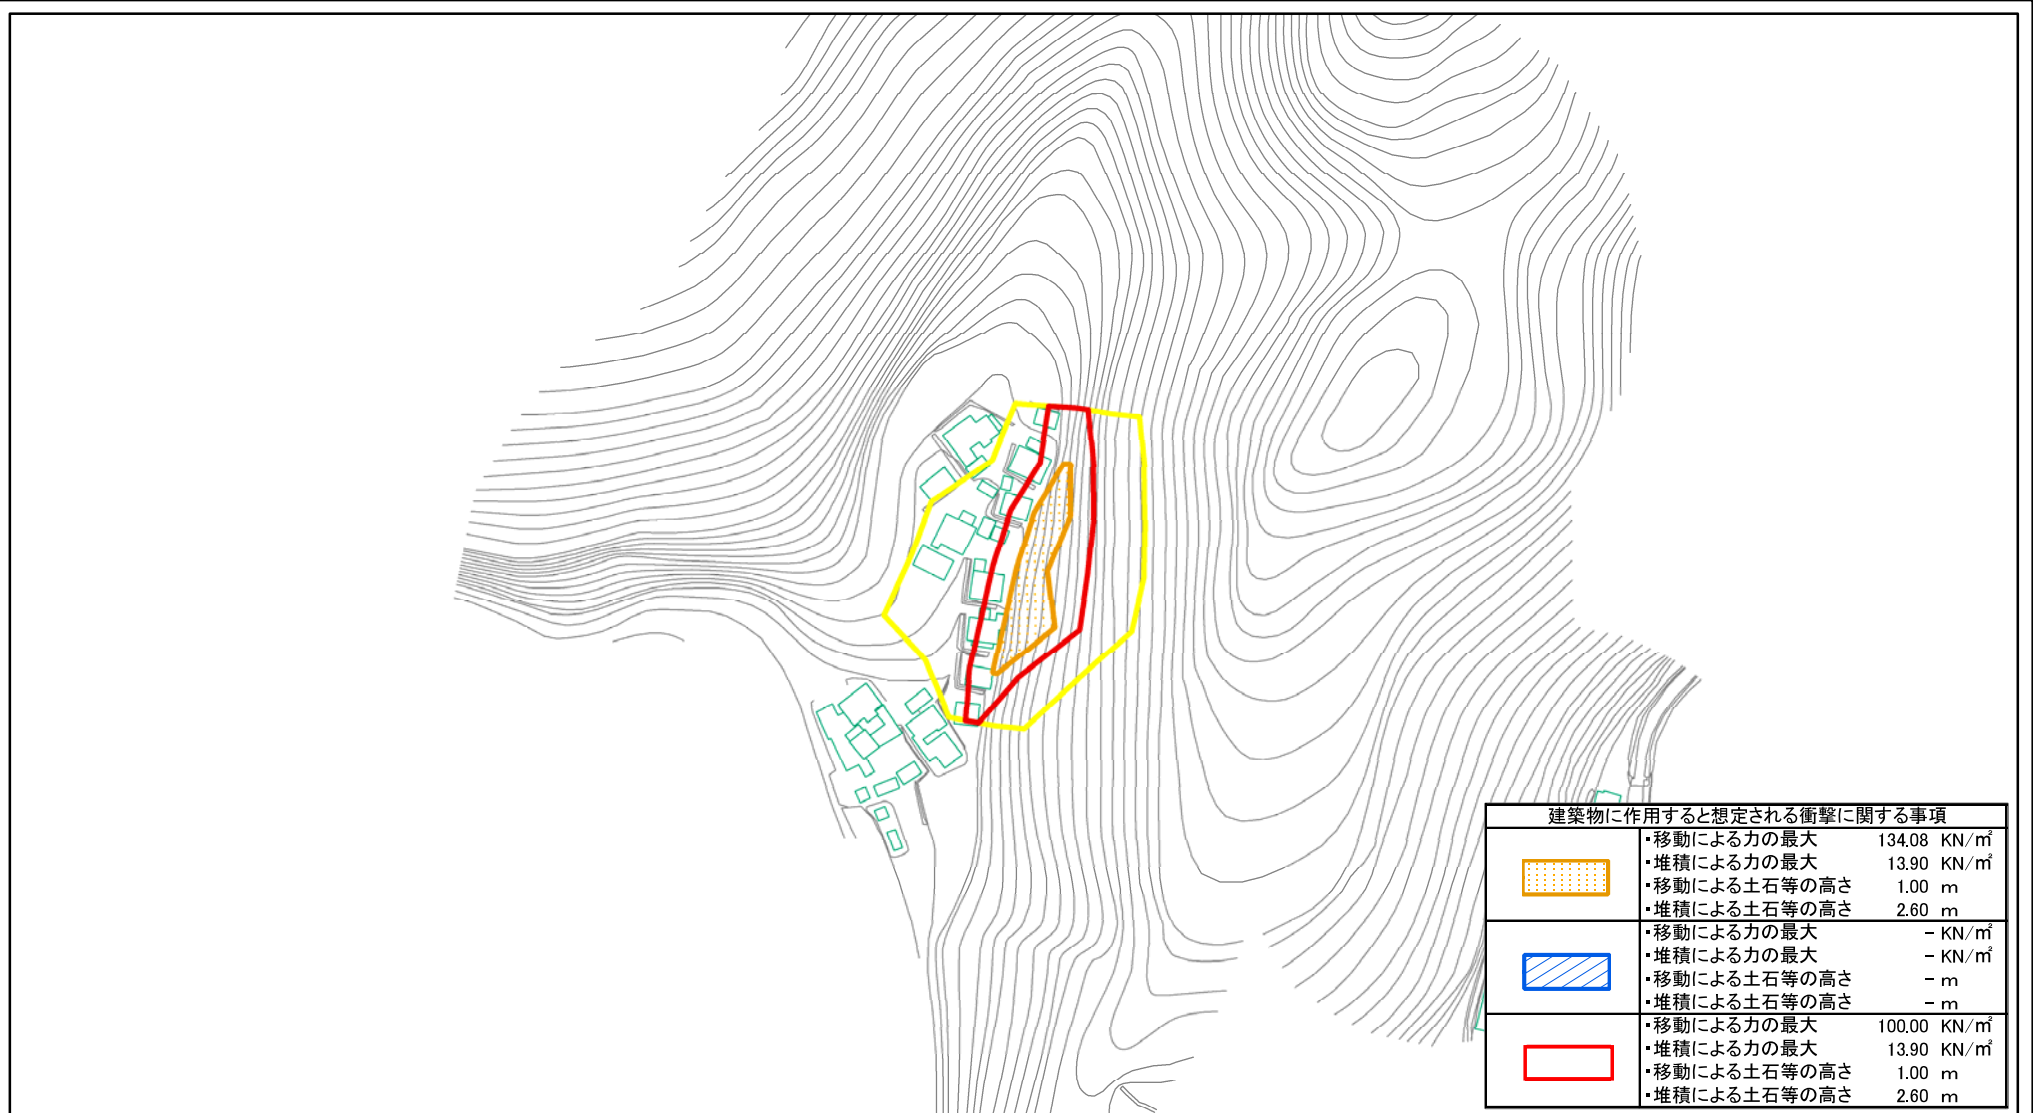 建築物に作用すると想定される衝撃に関する事項
・移動による力の最大 134.08 KN/㎡
・堆積による力の最大 13.90 KN/㎡
・移動による土石等の高さ 1.00 m
・堆積による土石等の高さ 2.60 m
・移動による力の最大 - KN/㎡
・堆積による力の最大 - KN/㎡
・移動による土石等の高さ - m
・堆積による土石等の高さ - m
・移動による力の最大 100.00 KN/㎡
・堆積による力の最大 13.90 KN/㎡
・移動による土石等の高さ 1.00 m
・堆積による土石等の高さ 2.60 m